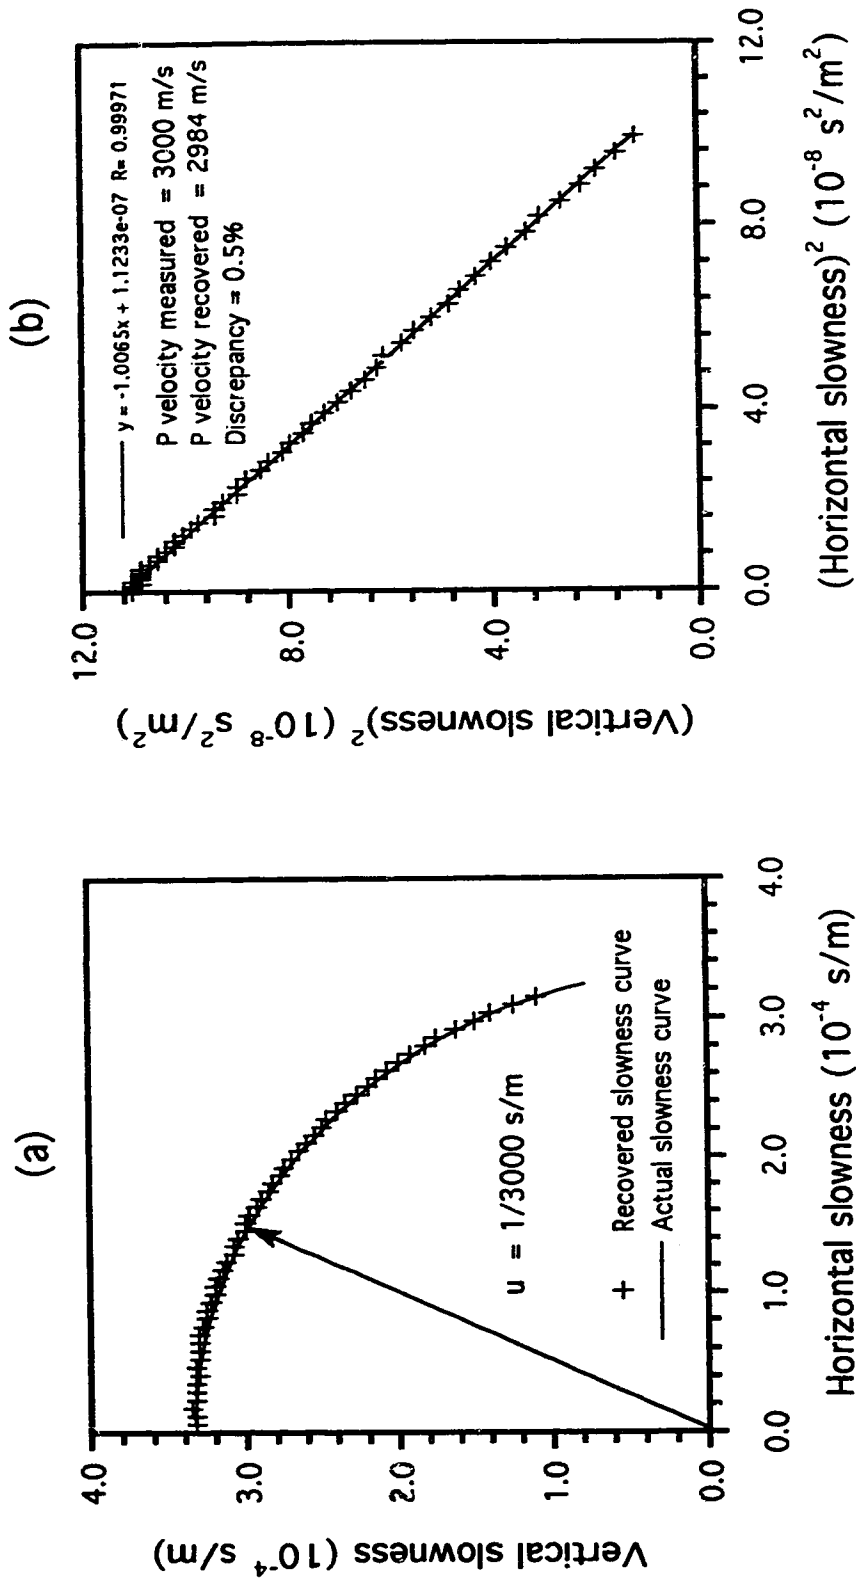 (a)
Vertical slowness (10⁻⁴ s/m)
4.0
3.0
2.0
1.0
0.0
u = 1/3000 s/m
+ Recovered slowness curve
Actual slowness curve
0.0 1.0 2.0 3.0 4.0
Horizontal slowness (10⁻⁴ s/m)
(b)
(Vertical slowness)² (10⁻⁸ s²/m²)
12.0
8.0
4.0
0.0
y = -1.0065x + 1.1233e-07 R= 0.99971
P velocity measured = 3000 m/s
P velocity recovered = 2984 m/s
Discrepancy = 0.5%
0.0 4.0 8.0 12.0
(Horizontal slowness)² (10⁻⁸ s²/m²)